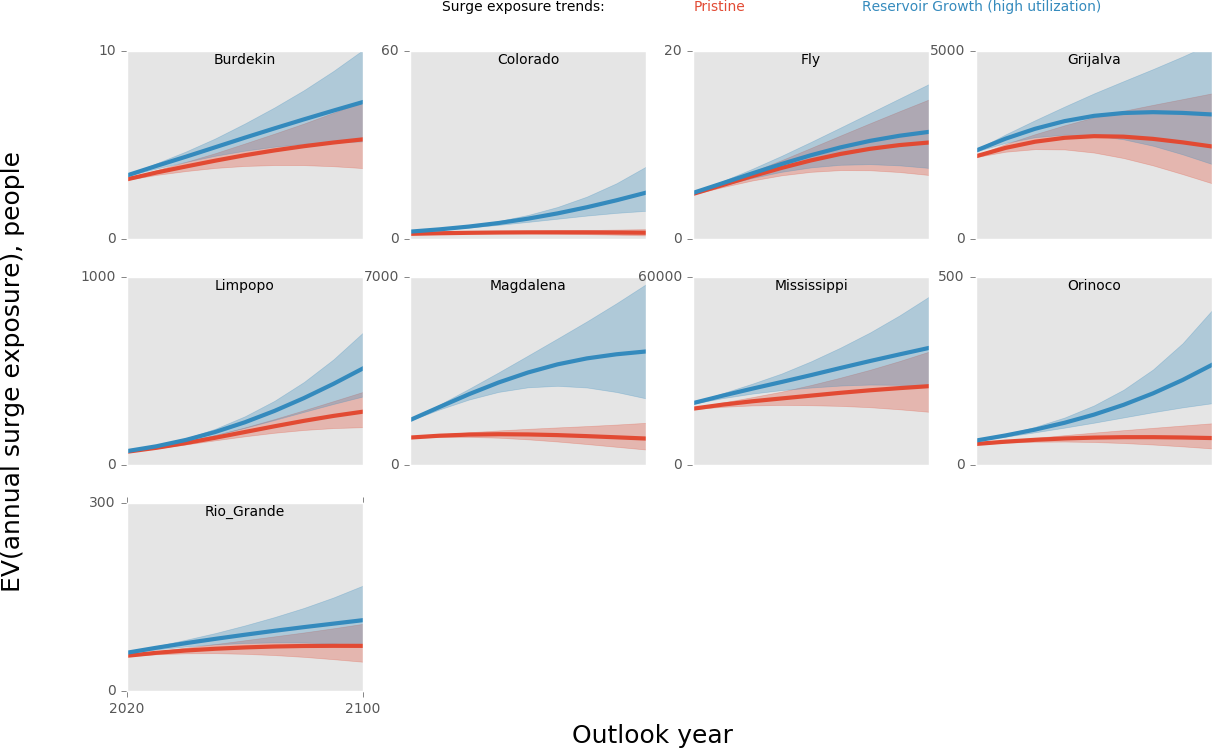 Surge exposure trends: Pristine Reservoir Growth (high utilization)
10 60 20 5000
Burdekin Colorado Fly Grijalva
0 0 0 0
1000 7000 60000 500
Limpopo Magdalena Mississippi Orinoco
0 0 0 0
300
Rio_Grande
0
2020 2100
EV(annual surge exposure), people
Outlook year